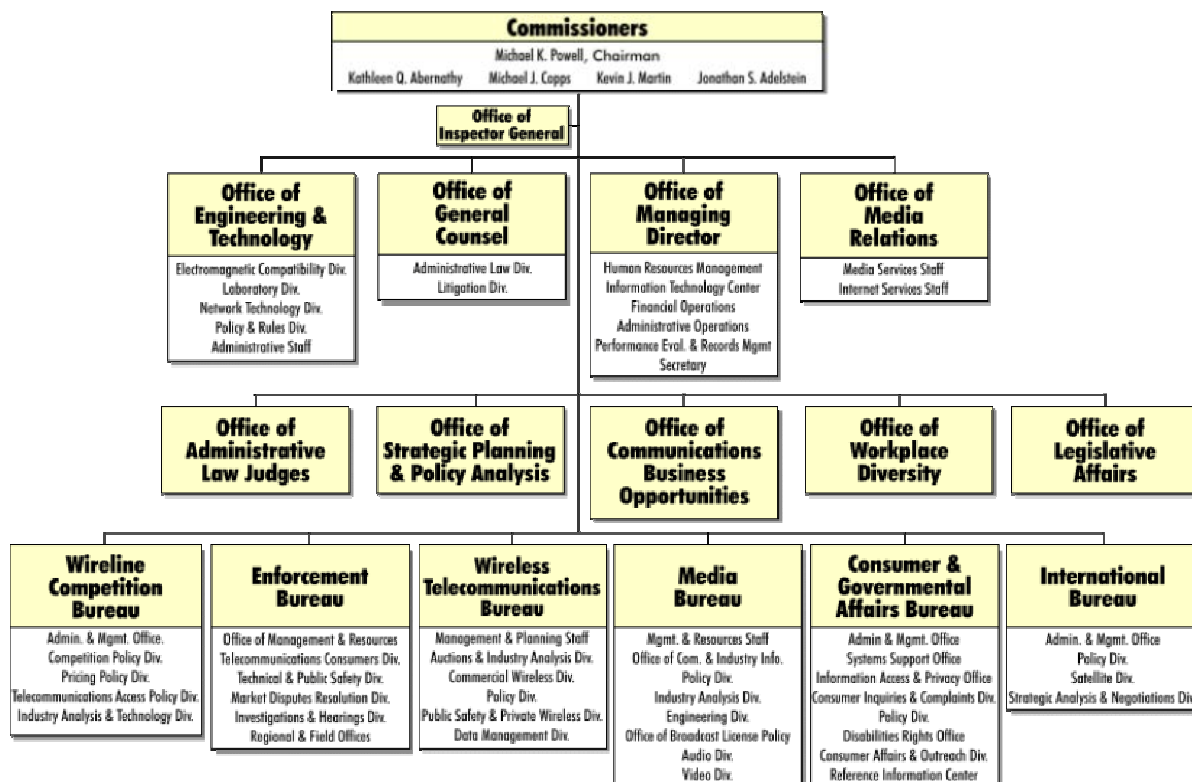 Commissioners
Michael K. Powell, Chairman
Kathleen Q. Abernathy Michael J. Copps Kevin J. Martin Jonathan S. Adelstein
Office of
Inspector General
Office of
Engineering &
Technology
Electromagnetic Compatibility Div.
Laboratory Div.
Network Technology Div.
Policy & Rules Div.
Administrative Staff
Office of
General
Counsel
Administrative Law Div.
Litigation Div.
Office of
Managing
Director
Human Resources Management
Information Technology Center
Financial Operations
Administrative Operations
Performance Eval. & Records Mgmt
Secretary
Office of
Media
Relations
Media Services Staff
Internet Services Staff
Office of
Administrative
Law Judges
Office of
Strategic Planning
& Policy Analysis
Office of
Communications
Business
Opportunities
Office of
Workplace
Diversity
Office of
Legislative
Affairs
Wireline
Competition
Bureau
Admin. & Mgmt. Office.
Competition Policy Div.
Pricing Policy Div.
Telecommunications Access Policy Div.
Industry Analysis & Technology Div.
Enforcement
Bureau
Office of Management & Resources
Telecommunications Consumers Div.
Technical & Public Safety Div.
Market Disputes Resolution Div.
Investigations & Hearings Div.
Regional & Field Offices
Wireless
Telecommunications
Bureau
Management & Planning Staff
Auctions & Industry Analysis Div.
Commercial Wireless Div.
Policy Div.
Public Safety & Private Wireless Div.
Data Management Div.
Media
Bureau
Mgmt. & Resources Staff
Office of Com. & Industry Info.
Policy Div.
Industry Analysis Div.
Engineering Div.
Office of Broadcast License Policy
Audio Div.
Video Div.
Consumer &
Governmental
Affairs Bureau
Admin & Mgmt. Office
Systems Support Office
Information Access & Privacy Office
Consumer Inquiries & Complaints Div.
Policy Div.
Disabilities Rights Office
Consumer Affairs & Outreach Div.
Reference Information Center
International
Bureau
Admin. & Mgmt. Office
Policy Div.
Satellite Div.
Strategic Analysis & Negotiations Div